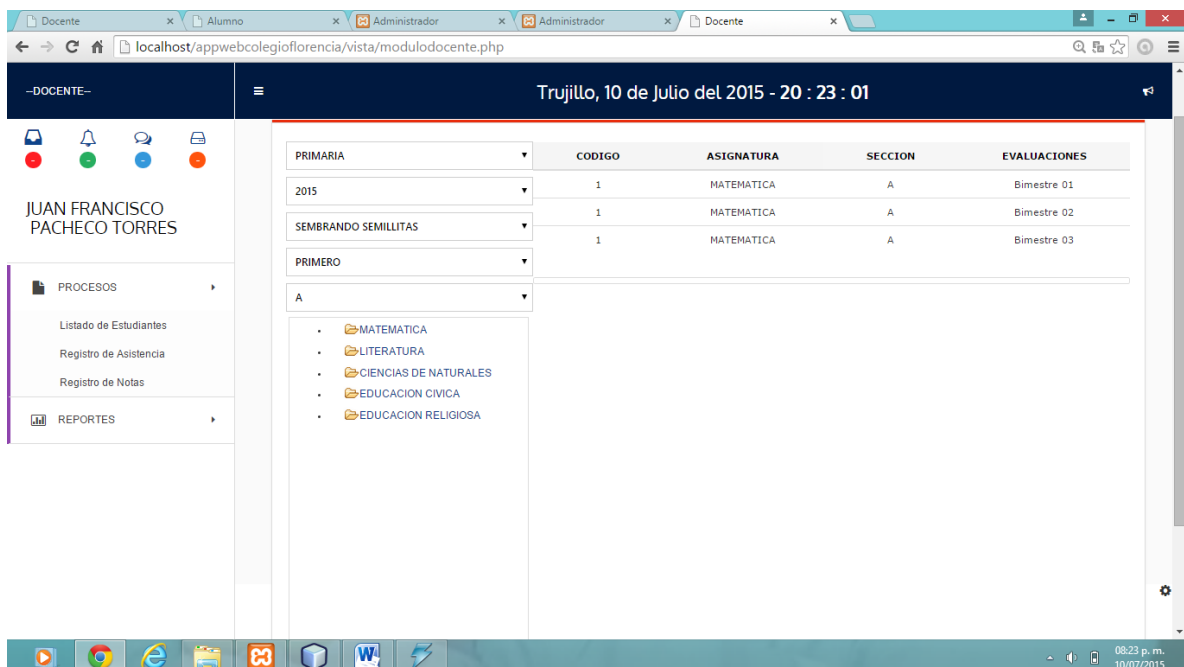 Docente
Alumno
Administrador
Administrador
Docente
localhost/appwebcolegioflorencia/vista/modulodocente.php
--DOCENTE--
Trujillo, 10 de Julio del 2015 - 20 : 23 : 01
JUAN FRANCISCO
PACHECO TORRES
PROCESOS
Listado de Estudiantes
Registro de Asistencia
Registro de Notas
REPORTES
PRIMARIA
2015
SEMBRANDO SEMILLITAS
PRIMERO
A
MATEMATICA
LITERATURA
CIENCIAS DE NATURALES
EDUCACION CIVICA
EDUCACION RELIGIOSA
CODIGO ASIGNATURA SECCION EVALUACIONES
1 MATEMATICA A Bimestre 01
1 MATEMATICA A Bimestre 02
1 MATEMATICA A Bimestre 03
08:23 p. m.
10/07/2015